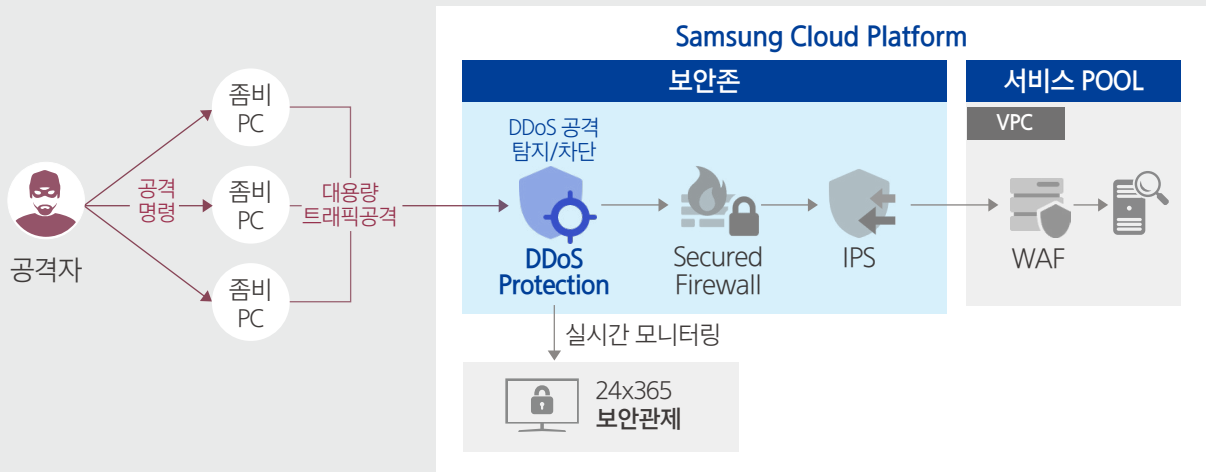 Samsung Cloud Platform
보안존
서비스 POOL
VPC
공격자
공격
명령
좀비
PC
좀비
PC
좀비
PC
대용량
트래픽공격
DDoS 공격
탐지/차단
DDoS
Protection
Secured
Firewall
IPS
WAF
실시간 모니터링
24x365
보안관제